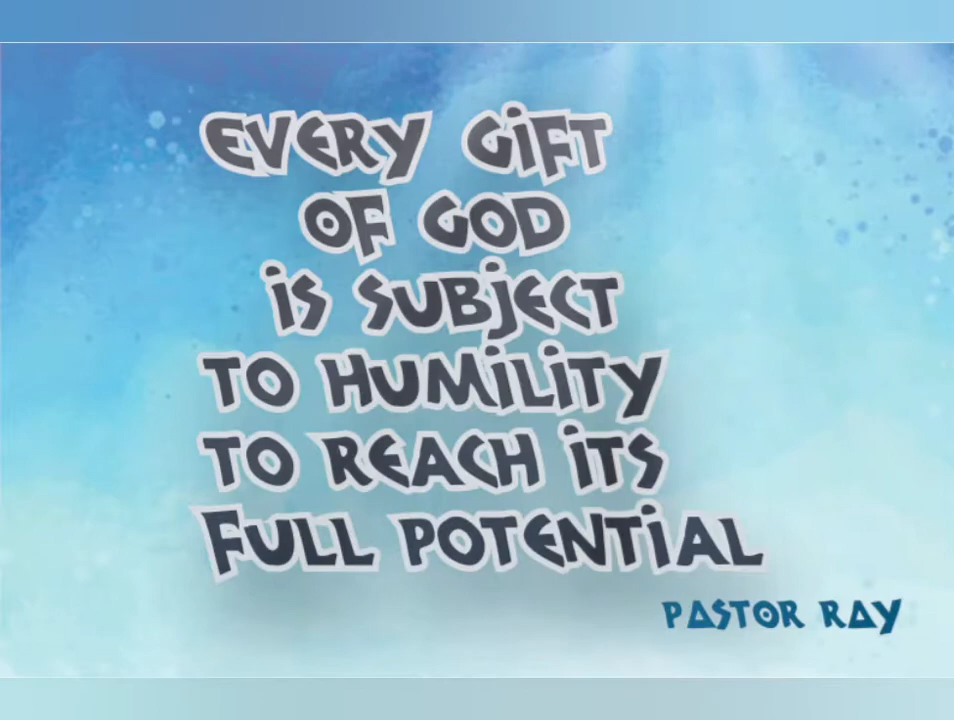 EVERY GIFT
OF GOD
IS SUBJECT
TO HUMILITY
TO REACH ITS
FULL POTENTIAL
PASTOR RAY